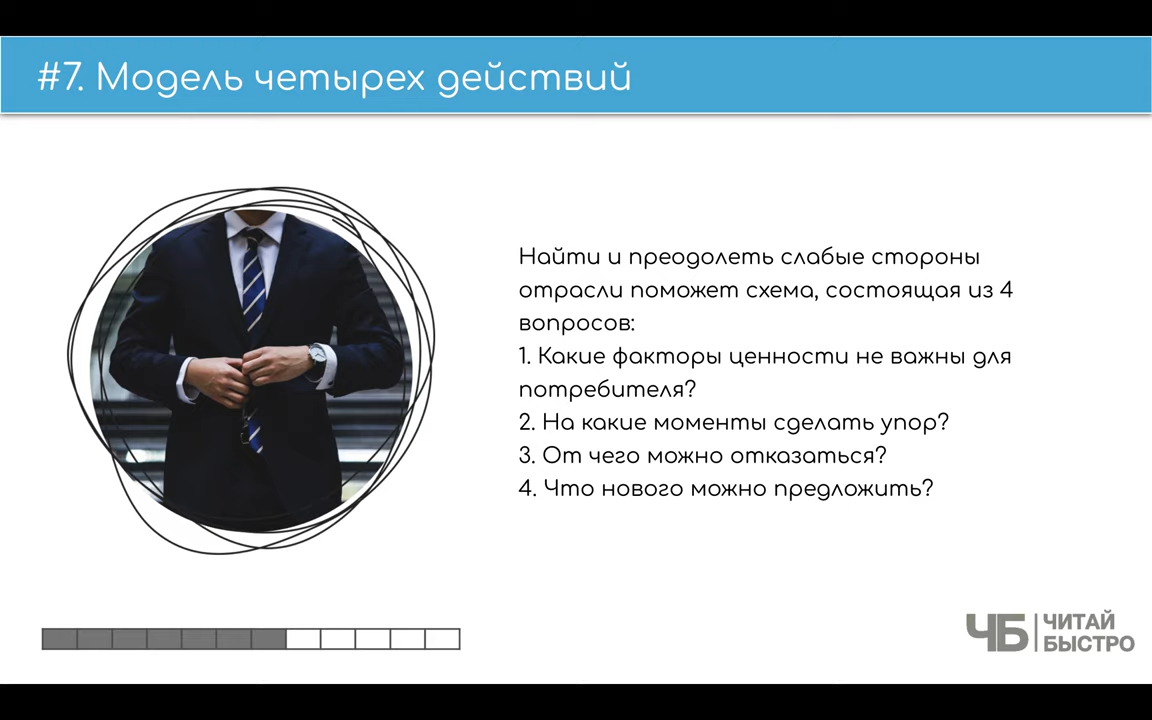 #7. Модель четырех действий
Найти и преодолеть слабые стороны
отрасли поможет схема, состоящая из 4
вопросов:
1. Какие факторы ценности не важны для
потребителя?
2. На какие моменты сделать упор?
3. От чего можно отказаться?
4. Что нового можно предложить?
ЧБ
ЧИТАЙ
БЫСТРО